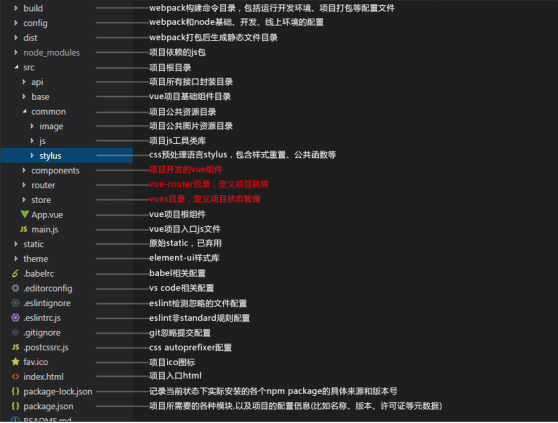 build webpack构建命令目录，包括运行开发环境、项目打包等配置文件
config webpack和node基础、开发、线上环境的配置
dist webpack打包后生成静态文件目录
node_modules 项目依赖的js包
src 项目根目录
api 项目所有接口封装目录
base vue项目基础组件目录
common 项目公共资源目录
image 项目公共图片资源目录
js 项目js工具类库
stylus css预处理语言stylus，包含样式重置、公共函数等
components 项目开发的vue组件
router vue-router目录，定义项目跳转
store vuex目录，定义项目状态管理
App.vue vue项目根组件
main.js vue项目入口js文件
static 原始static，已弃用
theme element-ui样式库
.babelrc babel相关配置
.editorconfig vs code相关配置
.eslintignore eslint检测忽略的文件配置
.eslintrc.js eslint非standard规则配置
.gitignore git忽略提交配置
.postcssrc.js css autoprefixer配置
fav.ico 项目ico图标
index.html 项目入口html
package-lock.json 记录当前状态下实际安装的各个npm package的具体来源和版本号
package.json 项目所需要的各种模块,以及项目的配置信息(比如名称、版本、许可证等元数据)
README.md